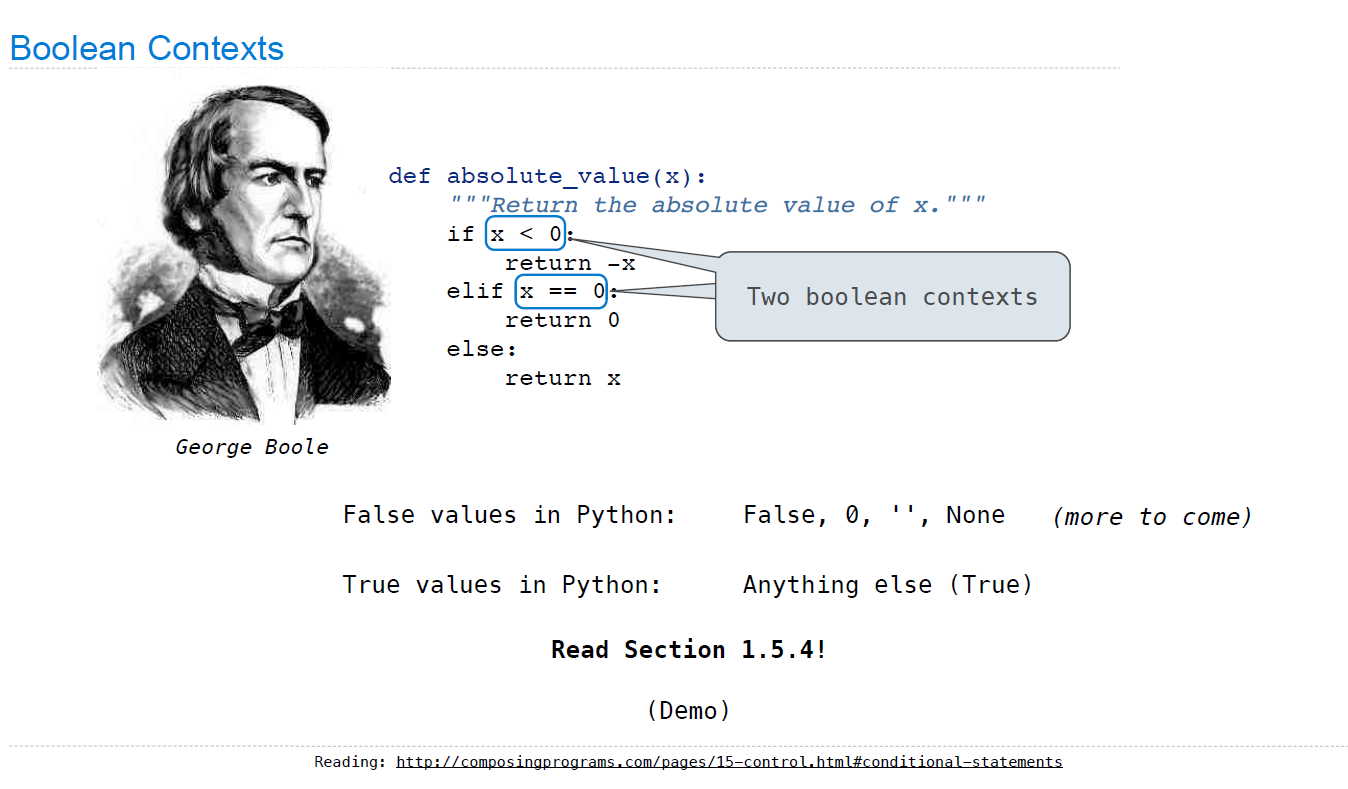 Boolean Contexts
def absolute_value(x):
    """Return the absolute value of x."""
    if x < 0:
        return -x
    elif x == 0:
        return 0
    else:
        return x
Two boolean contexts
George Boole
False values in Python: False, 0, '', None (more to come)
True values in Python: Anything else (True)
Read Section 1.5.4!
(Demo)
Reading: http://composingprograms.com/pages/15-control.html#conditional-statements